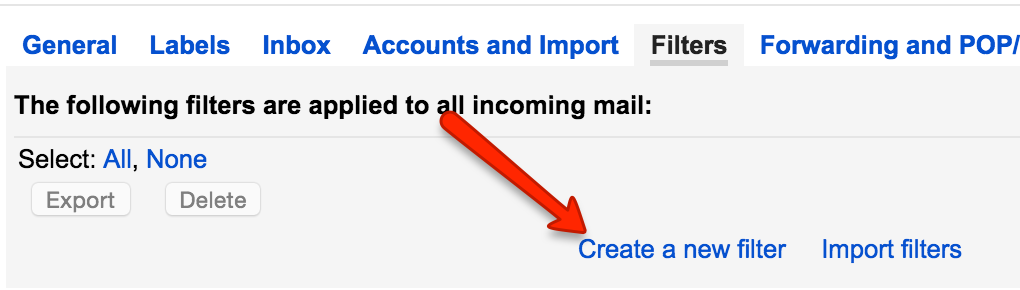 General Labels Inbox Accounts and Import Filters Forwarding and POP/
The following filters are applied to all incoming mail:
Select: All, None
Export Delete
Create a new filter Import filters